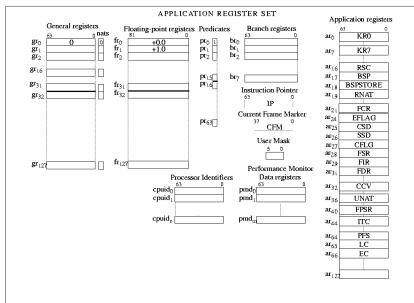 APPLICATION REGISTER SET
General registers
63 0
nats
gr0 0 0
gr1
gr2
gr16
gr31
gr32
gr127
Floating-point registers
81 0
fr0 +0.0
fr1 +1.0
fr2
fr31
fr32
fr127
Predicates
pr0 1
pr1
pr2
pr15
pr16
pr63
Branch registers
63 0
br0
br1
br2
br7
Instruction Pointer
63 0
IP
Current Frame Marker
37 0
CFM
User Mask
5 0
Processor Identifiers
63 0
cpuid0
cpuid1
cpuidn
Performance Monitor
Data registers
63 0
pmd0
pmd1
pmdm
Application registers
63 0
ar0 KR0
ar7 KR7
ar16 RSC
ar17 BSP
ar18 BSPSTORE
ar19 RNAT
ar21 FCR
ar24 EFLAG
ar25 CSD
ar26 SSD
ar27 CFLG
ar28 FSR
ar29 FIR
ar31 FDR
ar32 CCV
ar36 UNAT
ar40 FPSR
ar44 ITC
ar64 PFS
ar65 LC
ar66 EC
ar127